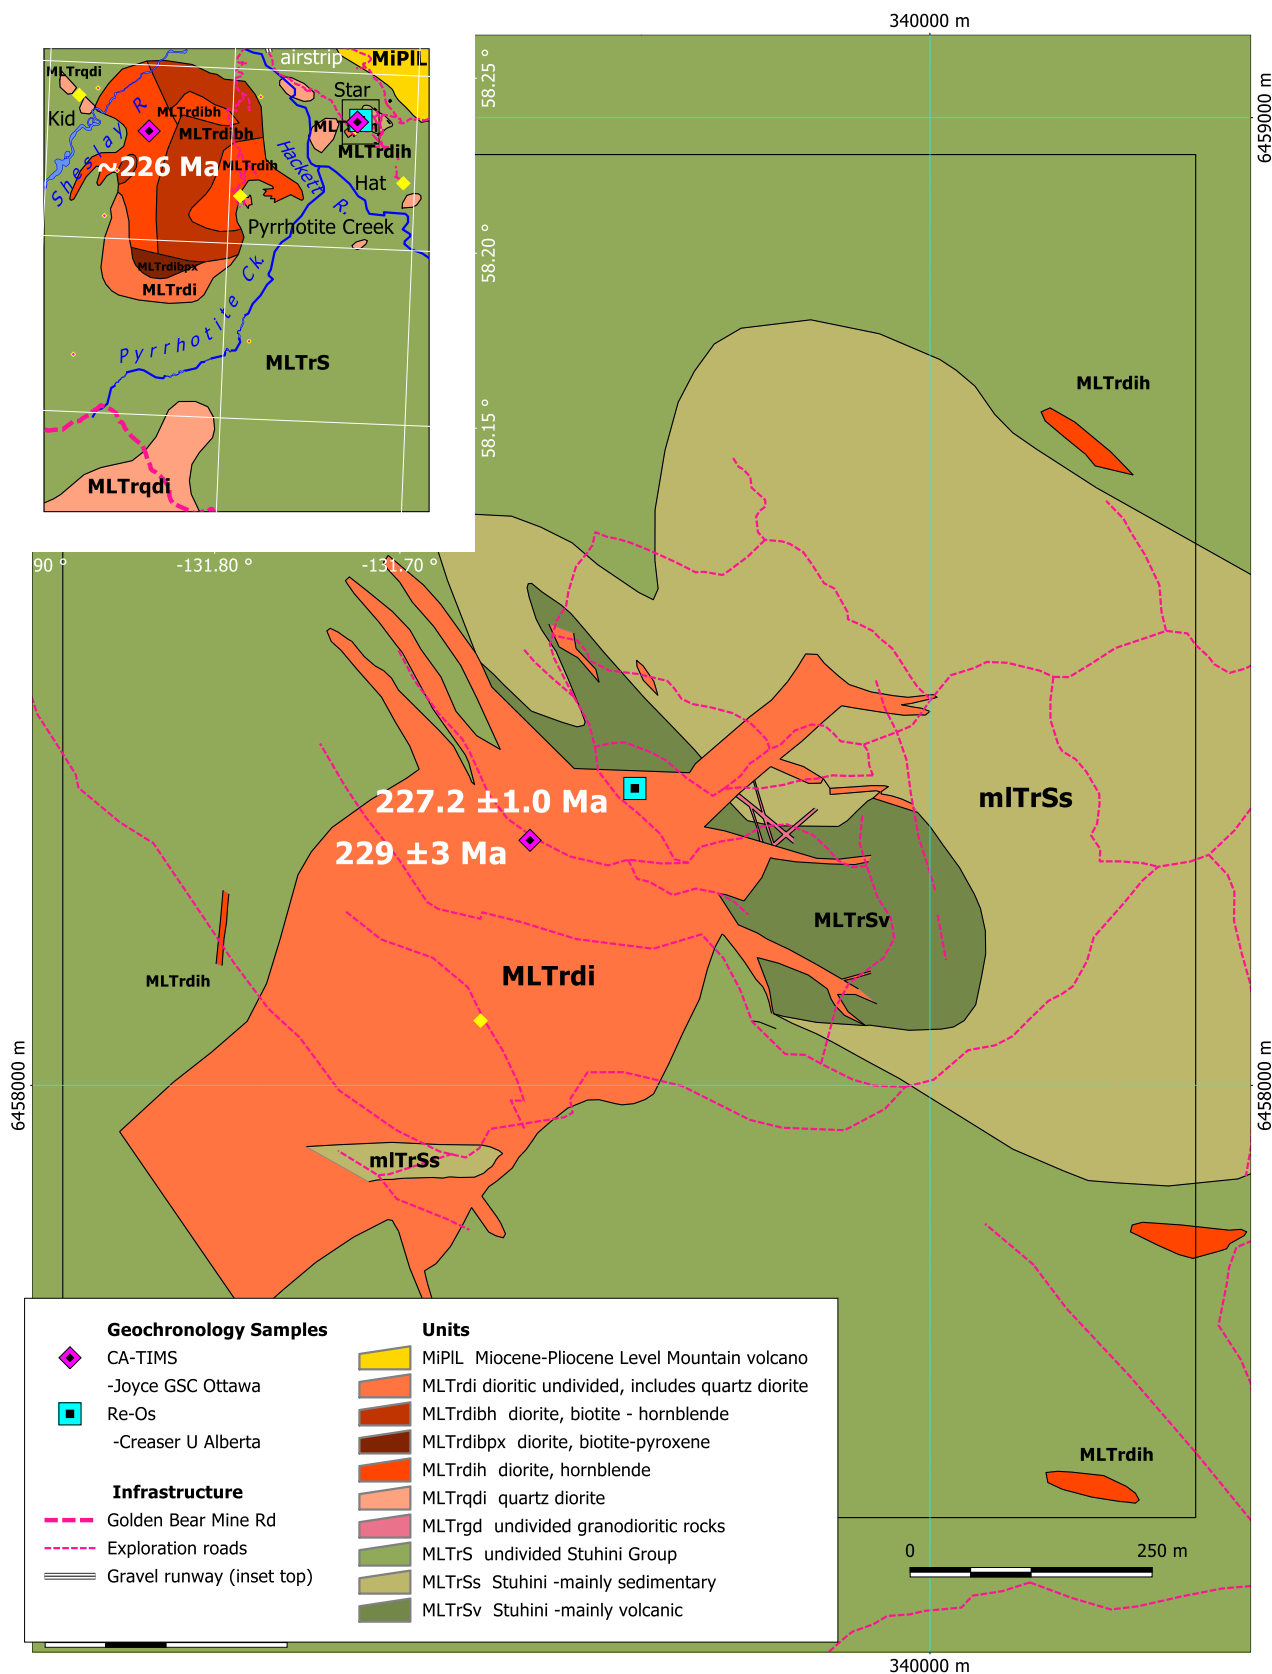 340000 m
6459000 m
airstrip
MiPlL
MLTrqdi
Star
58.25 °
Kid
MLTrdibh
MLTrdibh
MLTrdih
Sheslay R
~226 Ma
MLTrdih
Hackett R.
Hat
Pyrrhotite Creek
58.20 °
MLTrdibpx
MLTrdi
Pyrrhotite Ck.
MLTrS
58.15 °
MLTrqdi
MLTrdih
90 °
-131.80 °
-131.70 °
227.2 ±1.0 Ma
mlTrSs
229 ±3 Ma
MLTrSv
MLTrdi
MLTrdih
6458000 m
6458000 m
mlTrSs
Geochronology Samples
CA-TIMS
-Joyce GSC Ottawa
Re-Os
-Creaser U Alberta
Infrastructure
Golden Bear Mine Rd
Exploration roads
Gravel runway (inset top)
Units
MiPlL Miocene-Pliocene Level Mountain volcano
MLTrdi dioritic undivided, includes quartz diorite
MLTrdibh diorite, biotite - hornblende
MLTrdibpx diorite, biotite-pyroxene
MLTrdih diorite, hornblende
MLTrqdi quartz diorite
MLTrgd undivided granodioritic rocks
MLTrS undivided Stuhini Group
MLTrSs Stuhini -mainly sedimentary
MLTrSv Stuhini -mainly volcanic
MLTrdih
0
250 m
340000 m